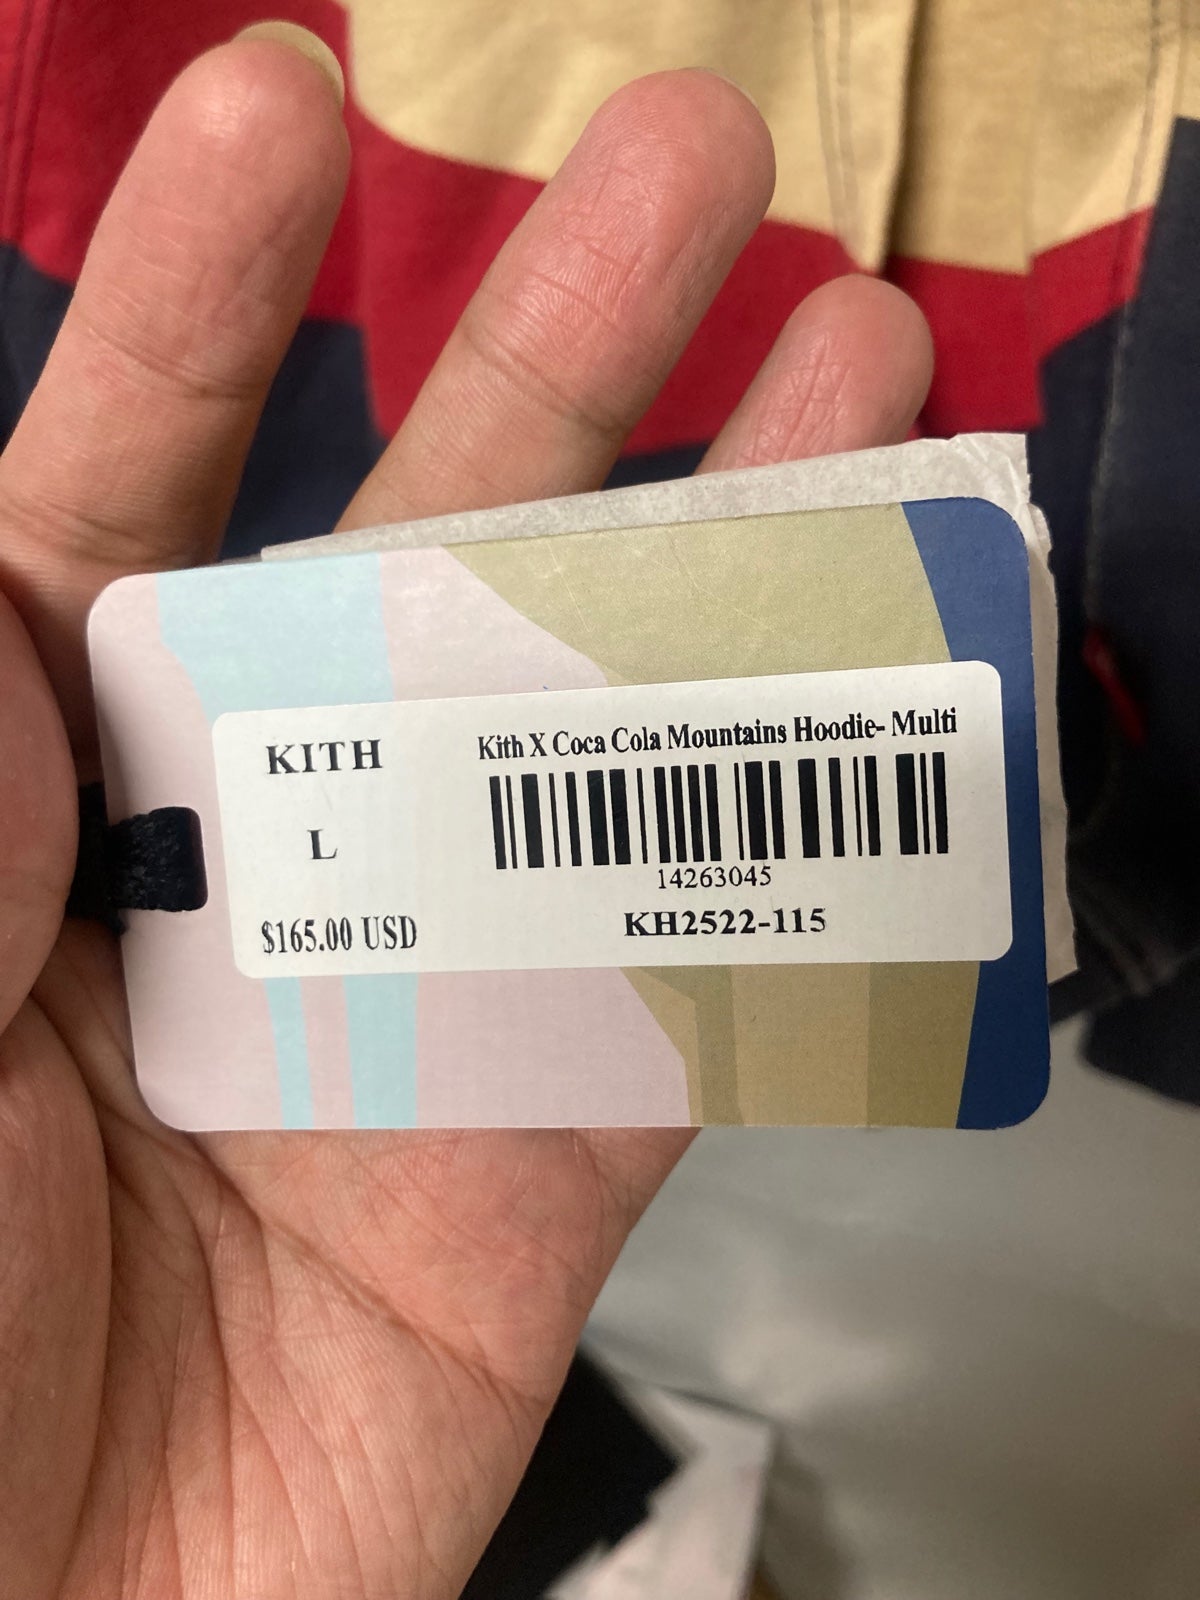 KITH
L
$165.00 USD
Kith X Coca Cola Mountains Hoodie- Multi
14263045
KH2522-115